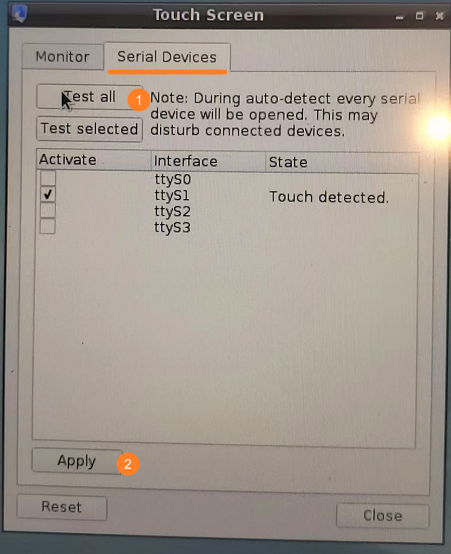 Touch Screen
Monitor
Serial Devices
Test all
1
Note: During auto-detect every serial
device will be opened. This may
disturb connected devices.
Test selected
Activate Interface State
ttyS0
ttyS1 Touch detected.
ttyS2
ttyS3
Apply
2
Reset
Close